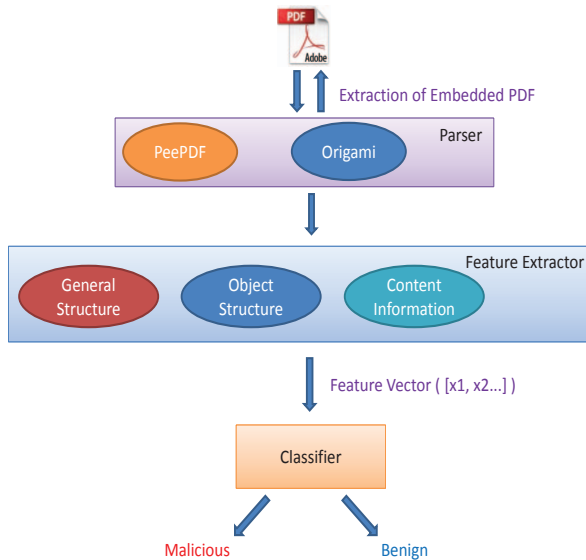 PDF
Adobe
Extraction of Embedded PDF
Parser
PeePDF
Origami
Feature Extractor
General
Structure
Object
Structure
Content
Information
Feature Vector ( [x1, x2...] )
Classifier
Malicious
Benign